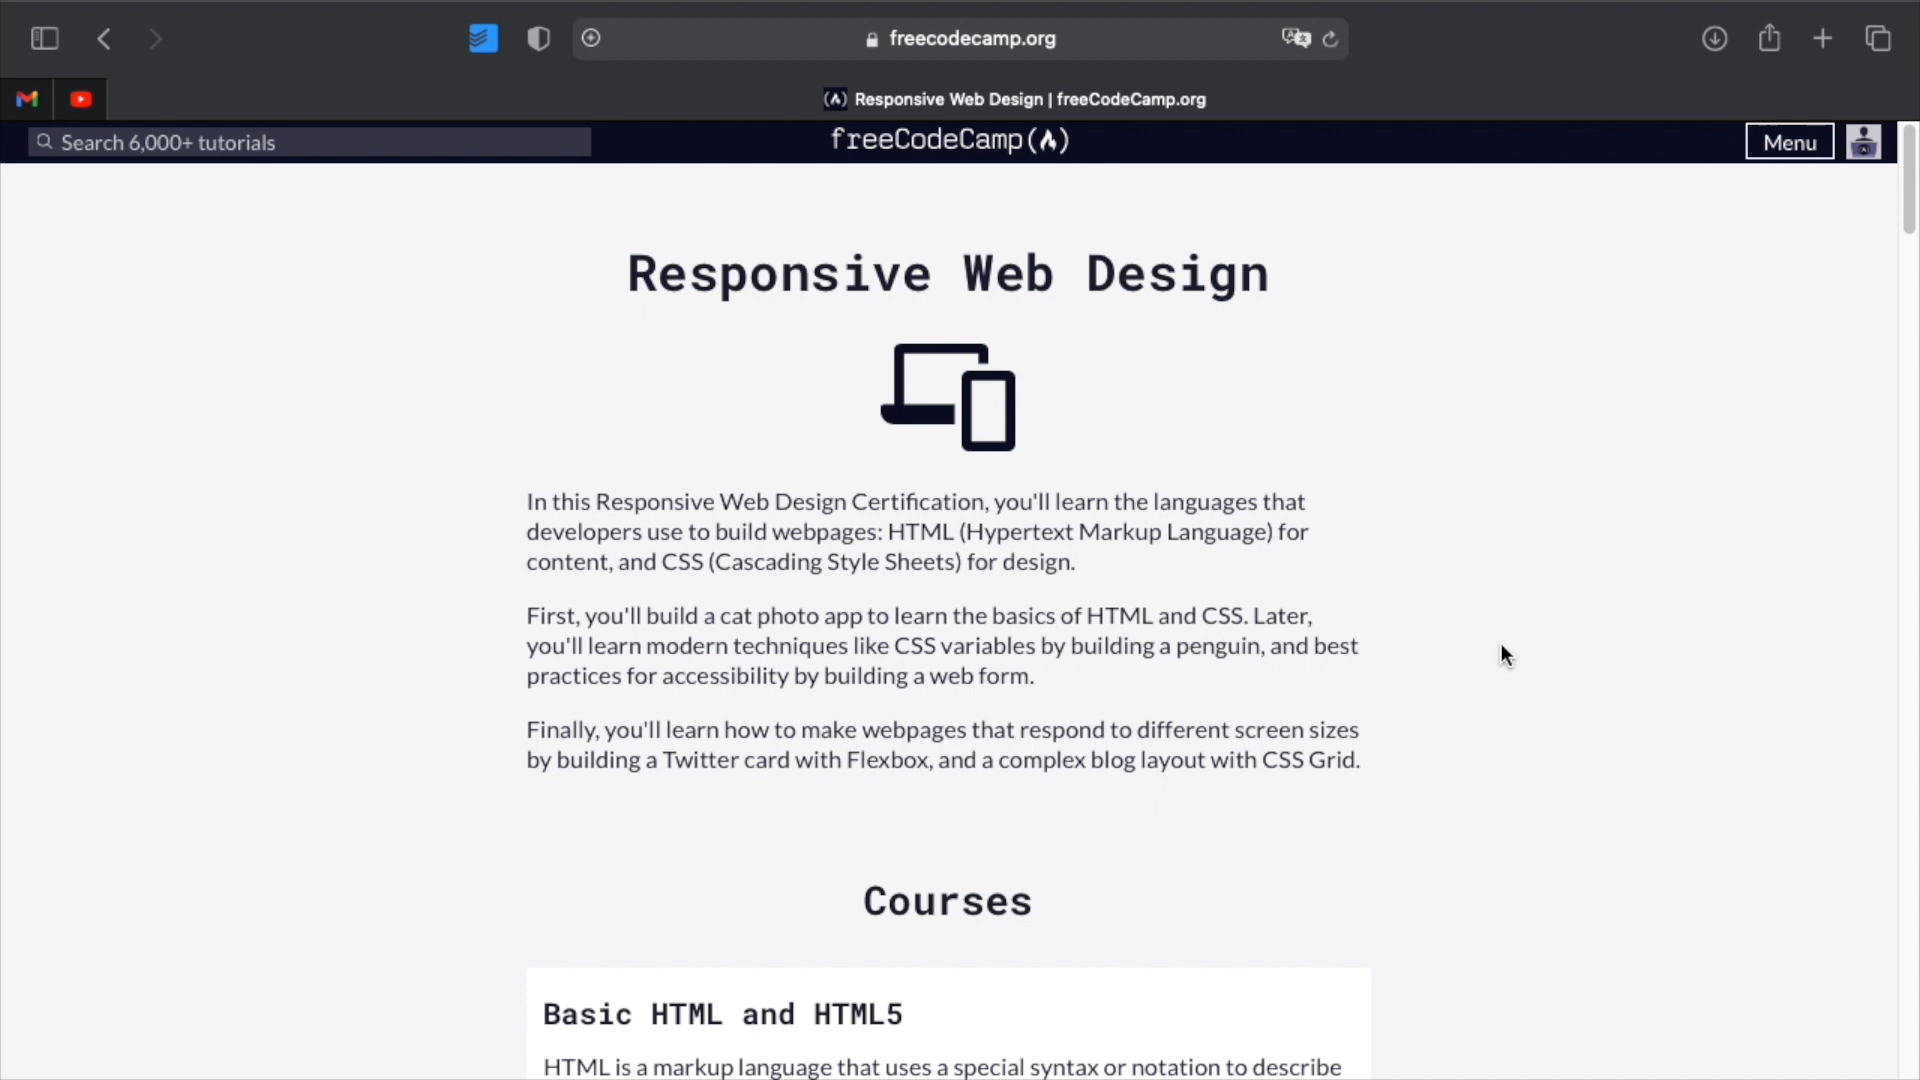 freecodecamp.org
Responsive Web Design | freeCodeCamp.org
Search 6,000+ tutorials
freeCodeCamp
Menu
Responsive Web Design
In this Responsive Web Design Certification, you'll learn the languages that
developers use to build webpages: HTML (Hypertext Markup Language) for
content, and CSS (Cascading Style Sheets) for design.
First, you'll build a cat photo app to learn the basics of HTML and CSS. Later,
you'll learn modern techniques like CSS variables by building a penguin, and best
practices for accessibility by building a web form.
Finally, you'll learn how to make webpages that respond to different screen sizes
by building a Twitter card with Flexbox, and a complex blog layout with CSS Grid.
Courses
Basic HTML and HTML5
HTML is a markup language that uses a special syntax or notation to describe